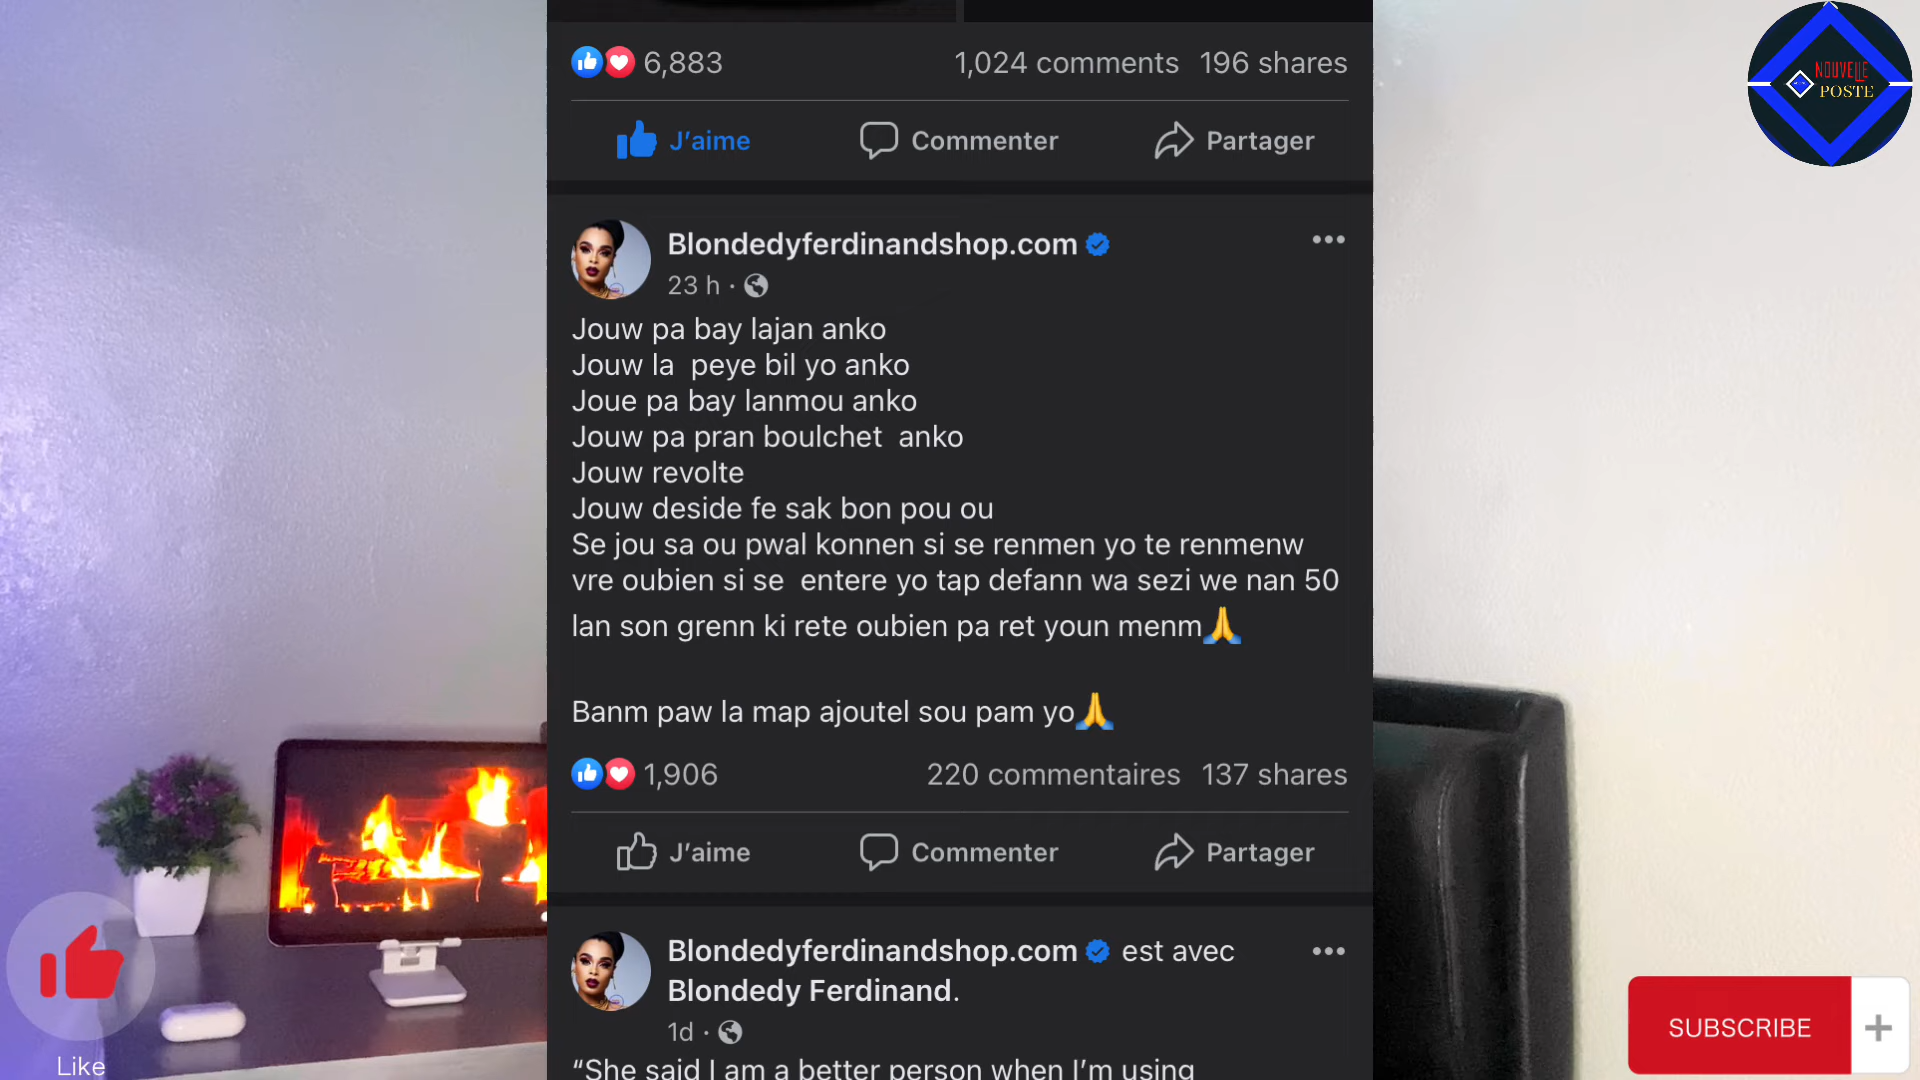 6,883 1,024 comments 196 shares
J'aime Commenter Partager
NOUVELLE
POSTE
Blondedyferdinandshop.com
23 h ·
Jouw pa bay lajan anko
Jouw la peye bil yo anko
Joue pa bay lanmou anko
Jouw pa pran boulchet anko
Jouw revolte
Jouw deside fe sak bon pou ou
Se jou sa ou pwal konnen si se renmen yo te renmenw
vre oubien si se entere yo tap defann wa sezi we nan 50
lan son grenn ki rete oubien pa ret youn menm🙏
Banm paw la map ajoutel sou pam yo🙏
1,906 220 commentaires 137 shares
J'aime Commenter Partager
Blondedyferdinandshop.com est avec
Blondedy Ferdinand.
1d ·
“She said I am a better person when I’m using
Like
SUBSCRIBE +